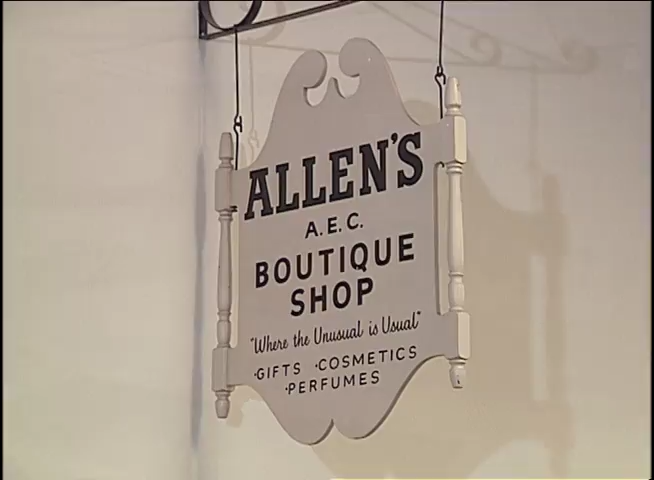 ALLEN'S
A.E.C.
BOUTIQUE
SHOP
"Where the Unusual is Usual"
·GIFTS ·COSMETICS
·PERFUMES